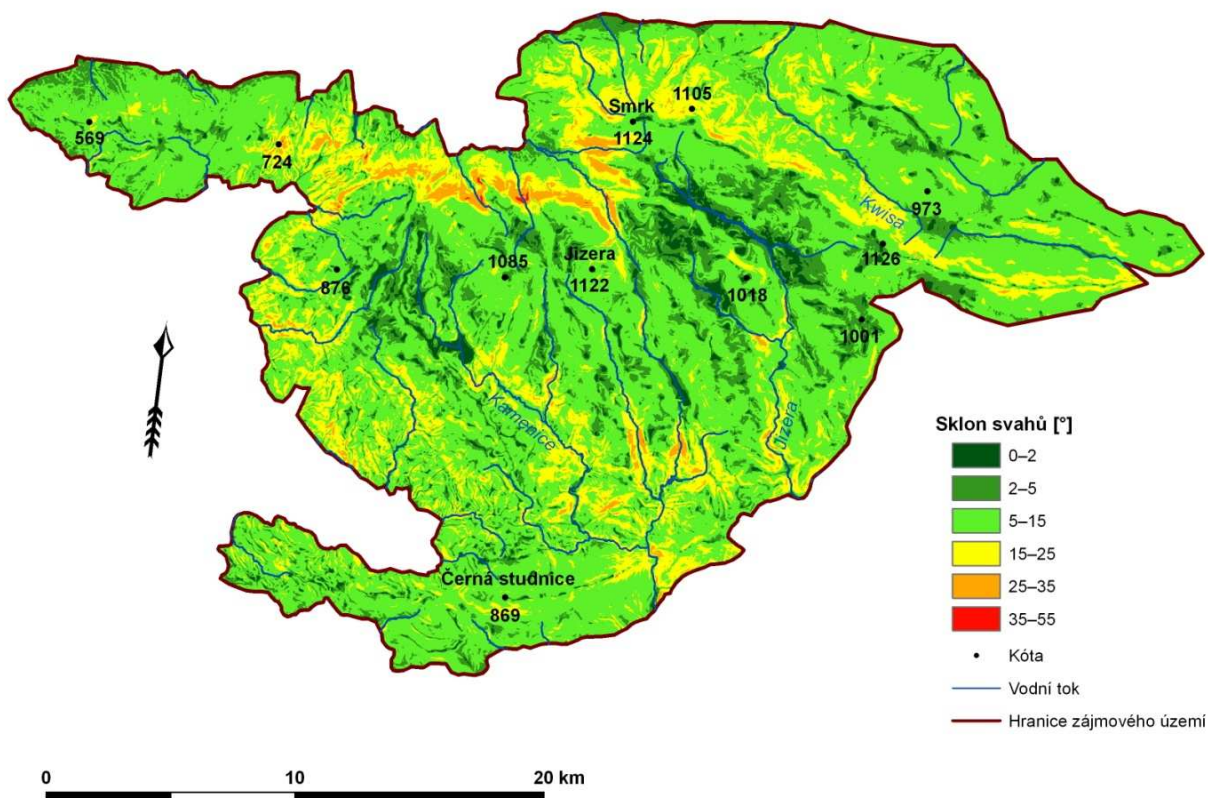 1105
Smrk
1124
569
724
973
Kwisa
1126
1085
Jizera
1122
876
1018
1001
Kamenice
Jizera
Černá studnice
869
Sklon svahů [°]
0–2
2–5
5–15
15–25
25–35
35–55
Kóta
Vodní tok
Hranice zájmového území
0 10 20 km